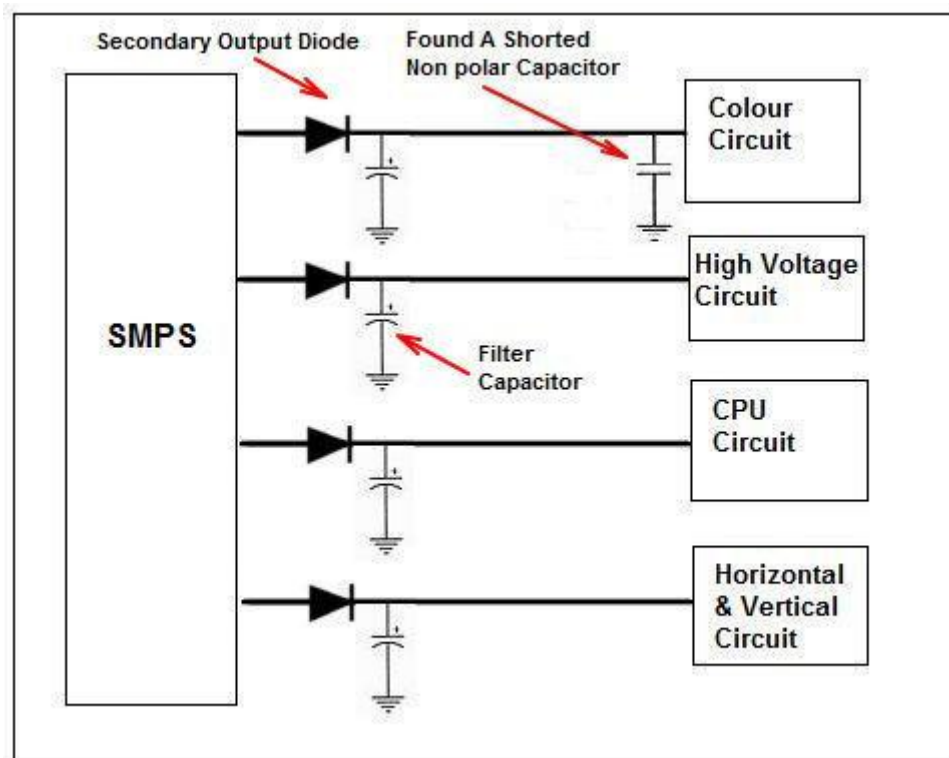 Secondary Output Diode
Found A Shorted
Non polar Capacitor
Colour
Circuit
High Voltage
Circuit
SMPS
Filter
Capacitor
CPU
Circuit
Horizontal
& Vertical
Circuit